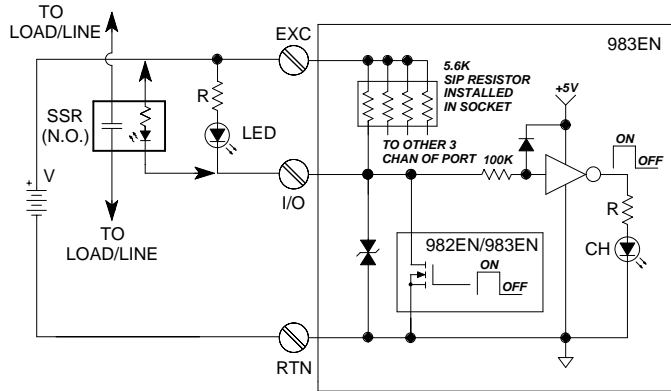 TO
LOAD/LINE
EXC
983EN
5.6K
SIP RESISTOR
INSTALLED
IN SOCKET
+5V
R
SSR
(N.O.)
LED
TO OTHER 3
CHAN OF PORT
100K
ON
OFF
+
V
I/O
R
982EN/983EN
ON
OFF
CH
TO
LOAD/LINE
RTN